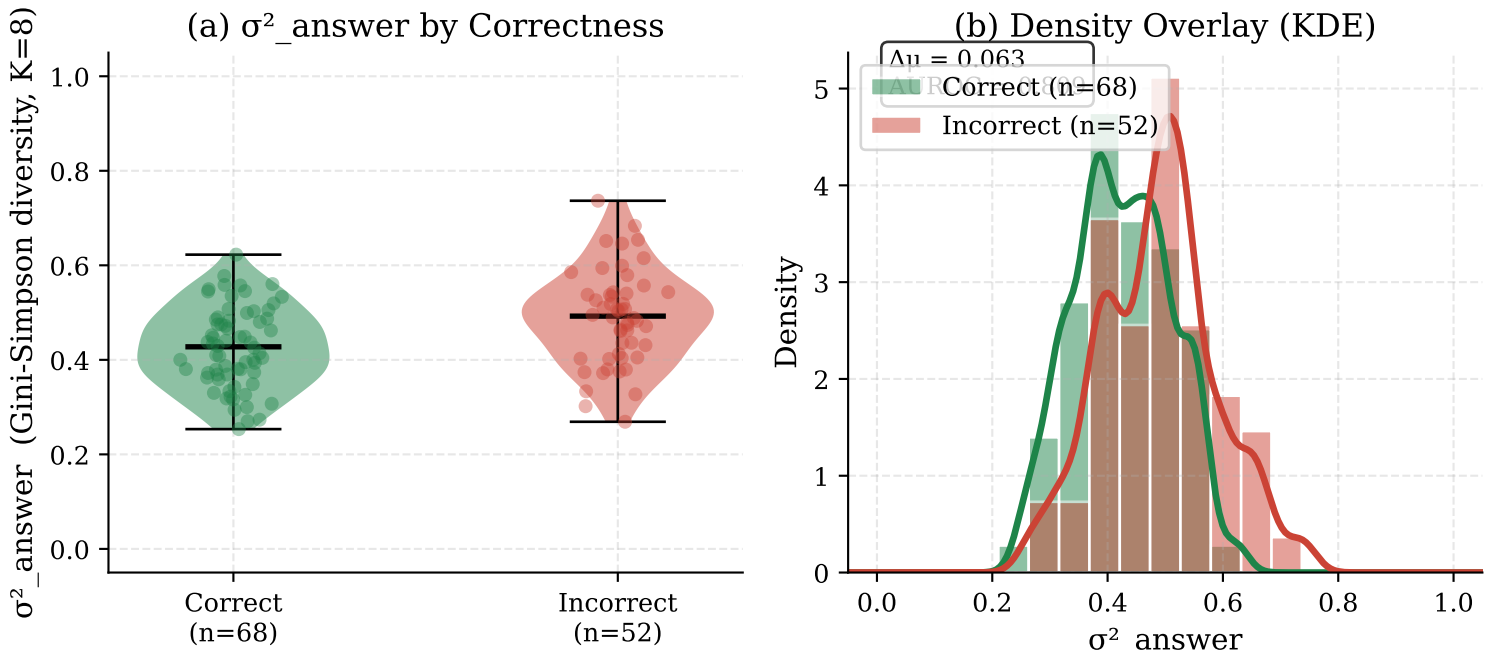 (a) σ²_answer by Correctness
σ²_answer  (Gini-Simpson diversity, K=8)
1.0
0.8
0.6
0.4
0.2
0.0
Correct
(n=68)
Incorrect
(n=52)
(b) Density Overlay (KDE)
Δμ = 0.063
Correct (n=68)
Incorrect (n=52)
Density
5
4
3
2
1
0
0.0 0.2 0.4 0.6 0.8 1.0
σ² answer